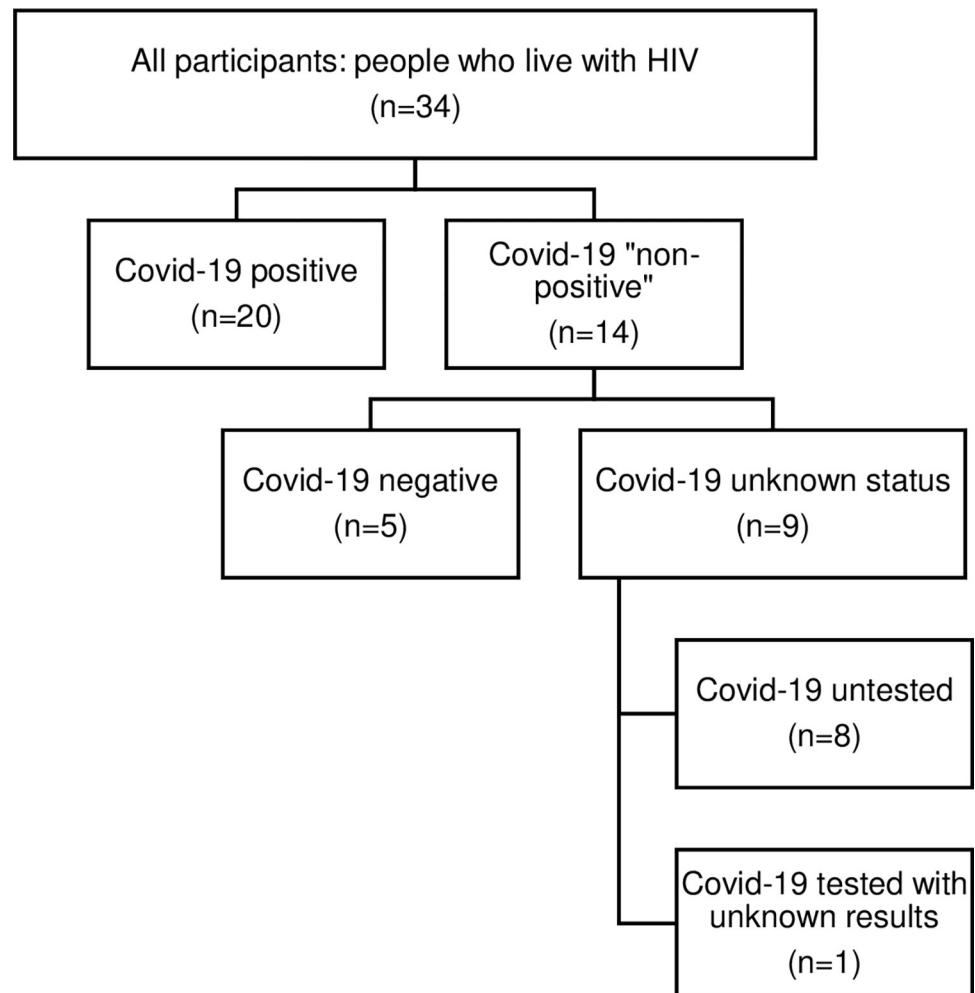 All participants: people who live with HIV
(n=34)
Covid-19 positive
(n=20)
Covid-19 "non-
positive"
(n=14)
Covid-19 negative
(n=5)
Covid-19 unknown status
(n=9)
Covid-19 untested
(n=8)
Covid-19 tested with
unknown results
(n=1)